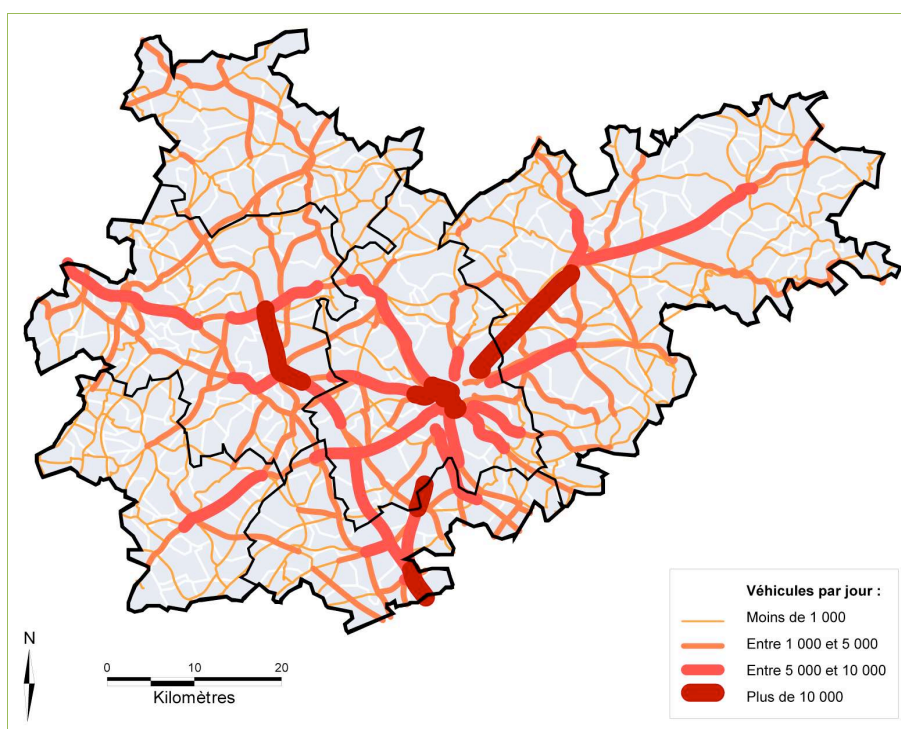 Véhicules par jour :
Moins de 1 000
Entre 1 000 et 5 000
Entre 5 000 et 10 000
Plus de 10 000
N
0 10 20
Kilomètres